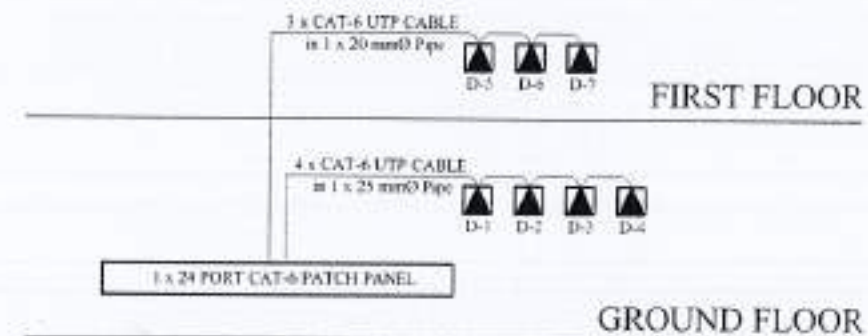 3 x CAT-6 UTP CABLE
in 1 x 20 mmØ Pipe
D-5 D-6 D-7
FIRST FLOOR
4 x CAT-6 UTP CABLE
in 1 x 25 mmØ Pipe
D-1 D-2 D-3 D-4
1 x 24 PORT CAT-6 PATCH PANEL
GROUND FLOOR